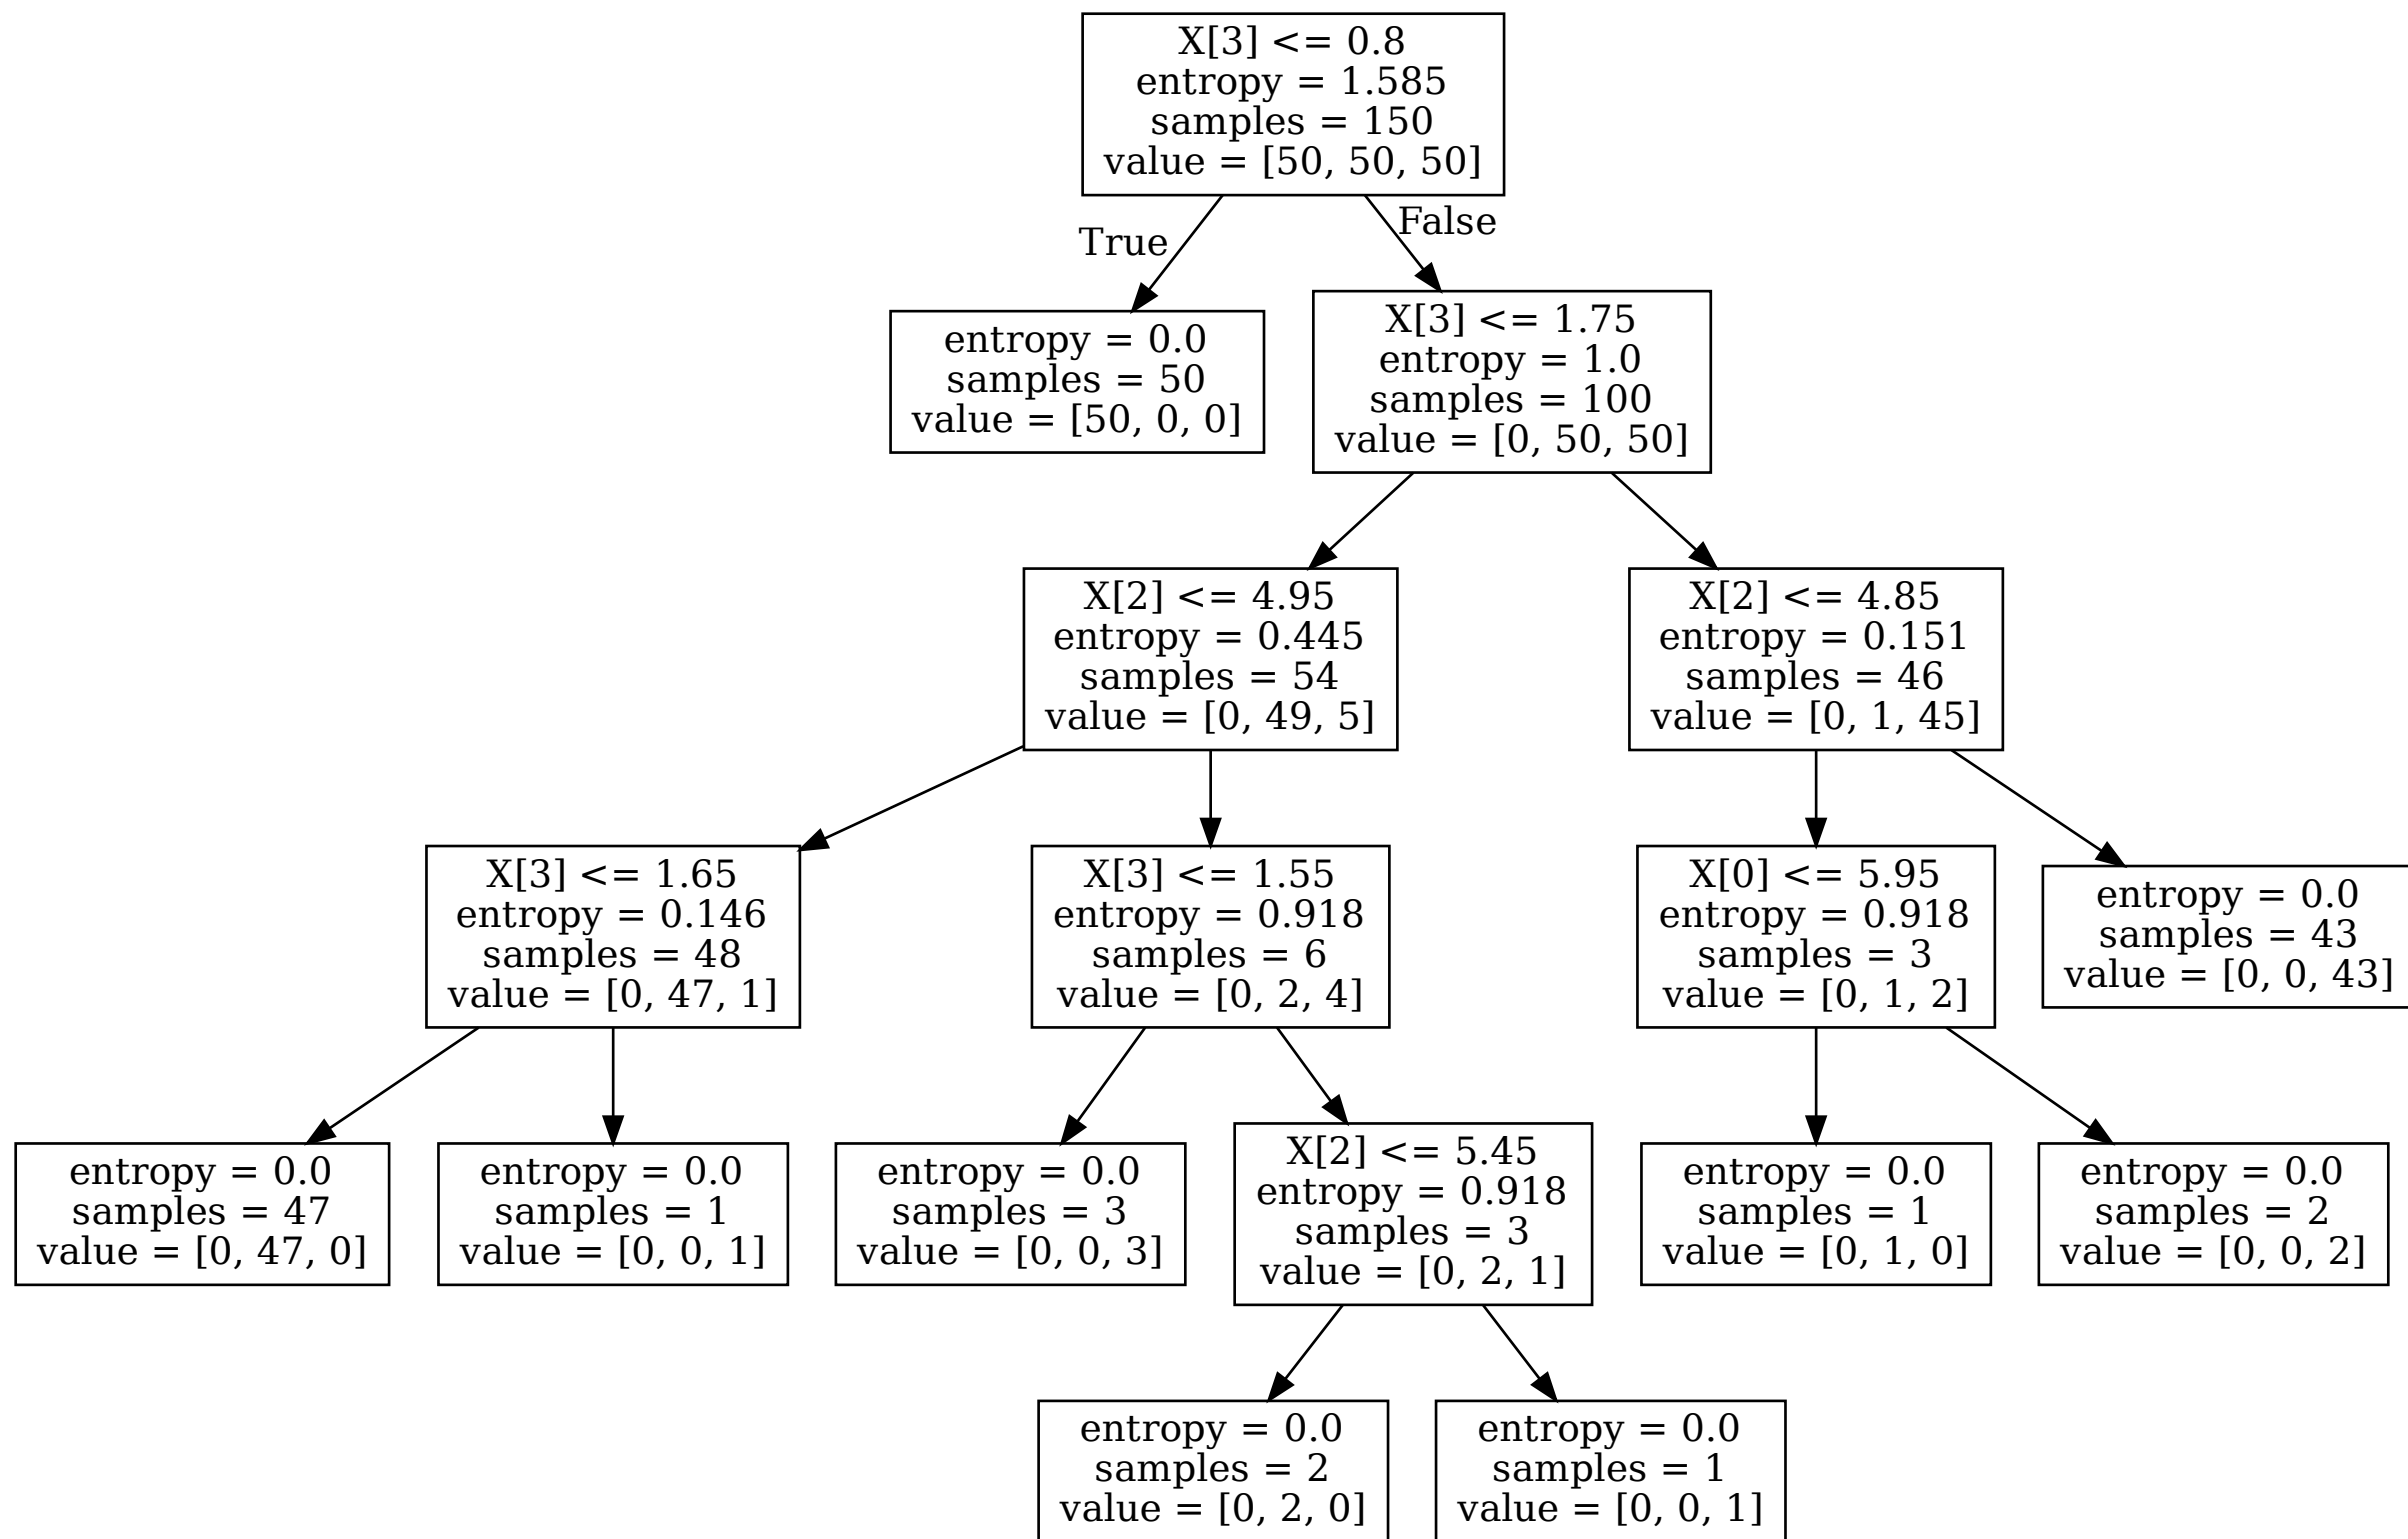 X[3] <= 0.8
entropy = 1.585
samples = 150
value = [50, 50, 50]
True
False
entropy = 0.0
samples = 50
value = [50, 0, 0]
X[3] <= 1.75
entropy = 1.0
samples = 100
value = [0, 50, 50]
X[2] <= 4.95
entropy = 0.445
samples = 54
value = [0, 49, 5]
X[2] <= 4.85
entropy = 0.151
samples = 46
value = [0, 1, 45]
X[3] <= 1.65
entropy = 0.146
samples = 48
value = [0, 47, 1]
X[3] <= 1.55
entropy = 0.918
samples = 6
value = [0, 2, 4]
X[0] <= 5.95
entropy = 0.918
samples = 3
value = [0, 1, 2]
entropy = 0.0
samples = 43
value = [0, 0, 43]
entropy = 0.0
samples = 47
value = [0, 47, 0]
entropy = 0.0
samples = 1
value = [0, 0, 1]
entropy = 0.0
samples = 3
value = [0, 0, 3]
X[2] <= 5.45
entropy = 0.918
samples = 3
value = [0, 2, 1]
entropy = 0.0
samples = 1
value = [0, 1, 0]
entropy = 0.0
samples = 2
value = [0, 0, 2]
entropy = 0.0
samples = 2
value = [0, 2, 0]
entropy = 0.0
samples = 1
value = [0, 0, 1]